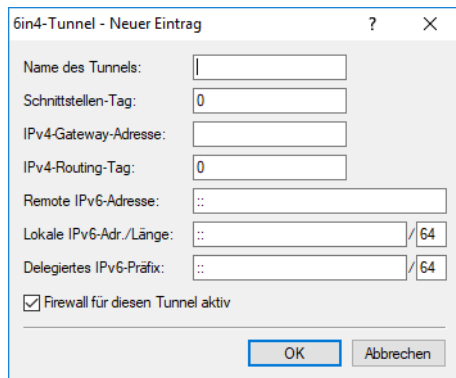 6in4-Tunnel - Neuer Eintrag ? ×
Name des Tunnels:
Schnittstellen-Tag: 0
IPv4-Gateway-Adresse:
IPv4-Routing-Tag: 0
Remote IPv6-Adresse: ::
Lokale IPv6-Adr./Länge: :: / 64
Delegiertes IPv6-Präfix: :: / 64
Firewall für diesen Tunnel aktiv
OK Abbrechen